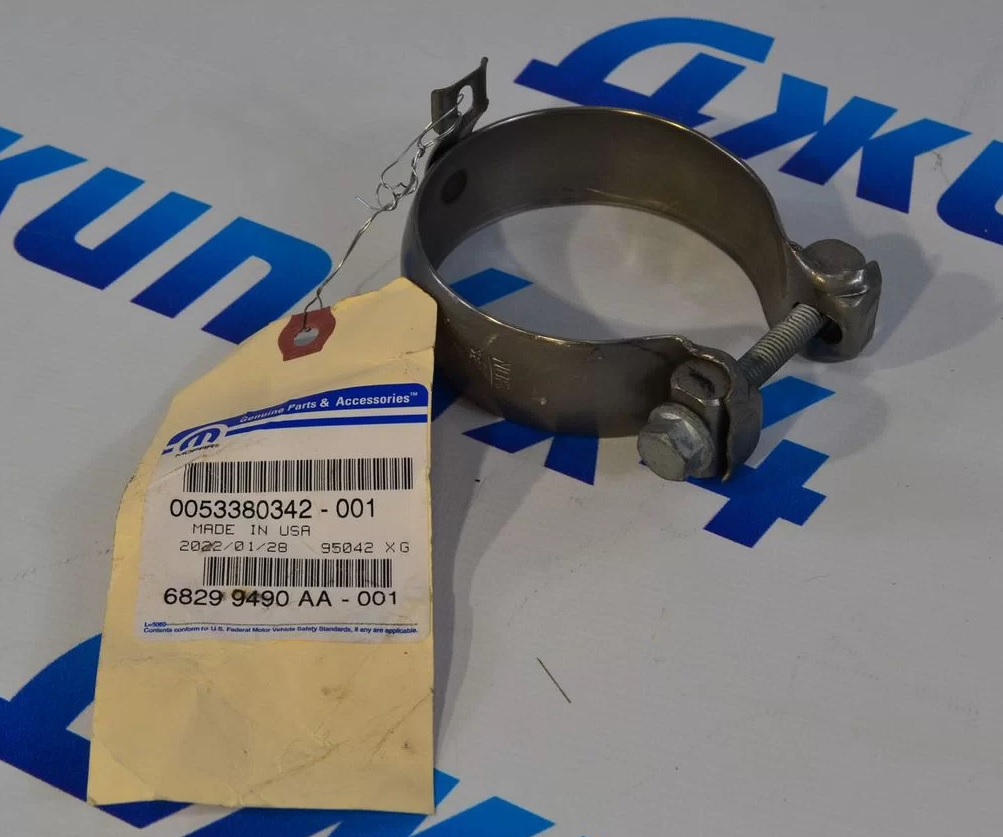 Genuine Parts & Accessories™
MOPAR
0053380342 - 001
MADE IN USA
2022/01/28 95042 XG
6829 9490 AA - 001
Contents conform to U.S. Federal Motor Vehicle Safety Standards, if any are applicable.